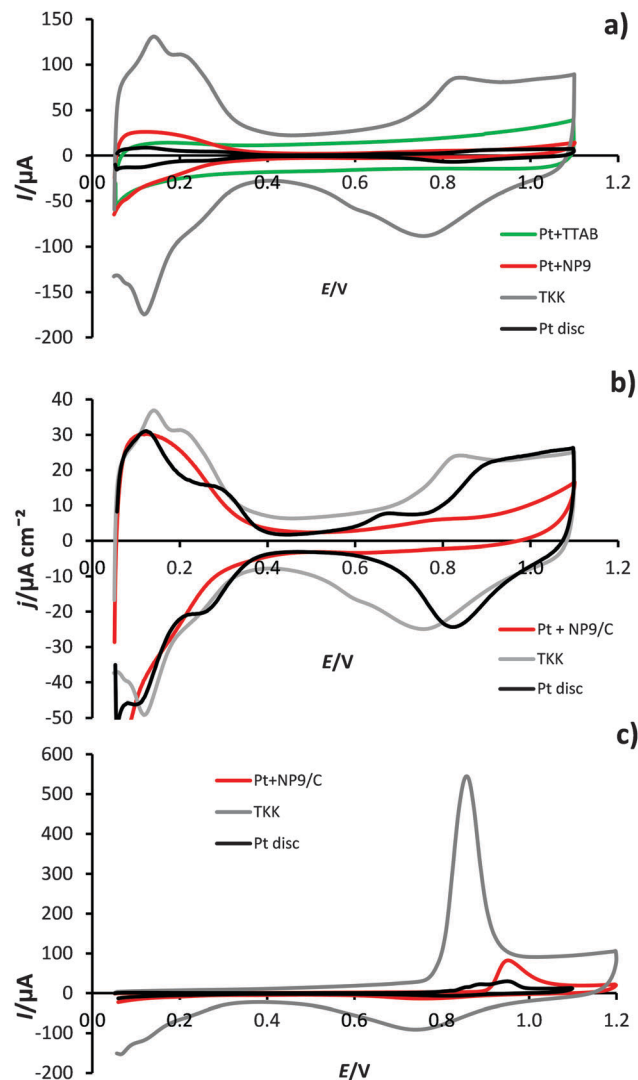 a)
I/μA
150
100
50
0
-50
-100
-150
-200
0.0 0.2 0.4 0.6 0.8 1.0 1.2
E/V
Pt+TTAB
Pt+NP9
TKK
Pt disc
b)
j/μA cm⁻²
40
30
20
10
0
-10
-20
-30
-40
-50
0.0 0.2 0.4 0.6 0.8 1.0 1.2
E/V
Pt + NP9/C
TKK
Pt disc
c)
I/μA
600
500
400
300
200
100
0
-100
200
Pt+NP9/C
TKK
Pt disc
0.0 0.2 0.4 0.6 0.8 1.0 1.2
E/V